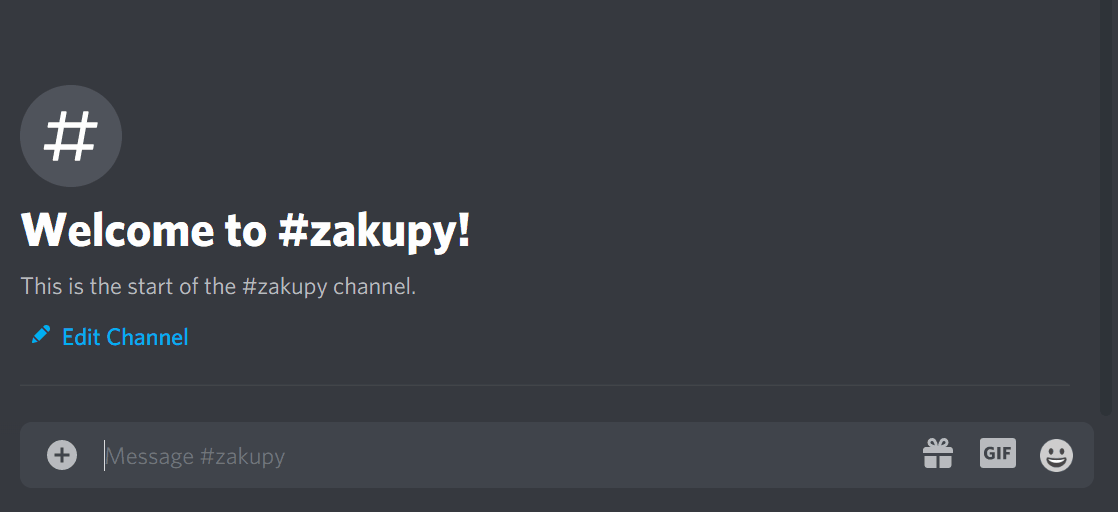 #
Welcome to #zakupy!
This is the start of the #zakupy channel.
Edit Channel
Message #zakupy
GIF